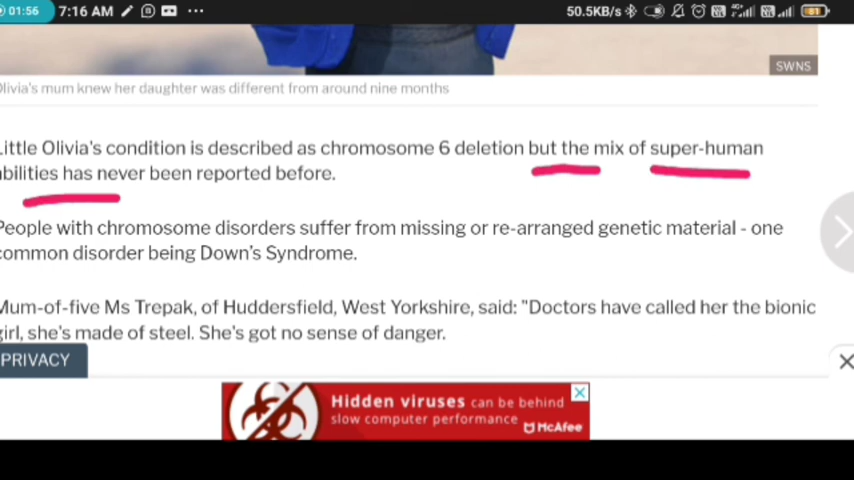 01:56 7:16 AM ... 50.5KB/s 4G+ 81
SWNS
Olivia's mum knew her daughter was different from around nine months
Little Olivia's condition is described as chromosome 6 deletion but the mix of super-human
abilities has never been reported before.
People with chromosome disorders suffer from missing or re-arranged genetic material - one
common disorder being Down's Syndrome.
Mum-of-five Ms Trepak, of Huddersfield, West Yorkshire, said: "Doctors have called her the bionic
girl, she's made of steel. She's got no sense of danger.
PRIVACY
Hidden viruses can be behind
slow computer performance McAfee